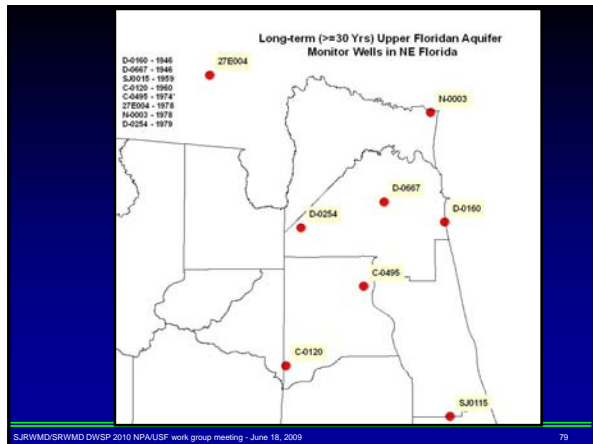 Long-term (>=30 Yrs) Upper Floridan Aquifer
Monitor Wells in NE Florida
D-0160 - 1946
D-0667 - 1946
SJ0015 - 1959
C-0120 - 1960
C-0495 - 1974'
27E004 - 1978
N-0003 - 1978
D-0254 - 1979
27E004
N-0003
D-0667
D-0254
D-0160
C-0495
C-0120
SJ0115
SJRWMD/SRWMD DWSP 2010 NPA/USF work group meeting - June 18, 2009
79